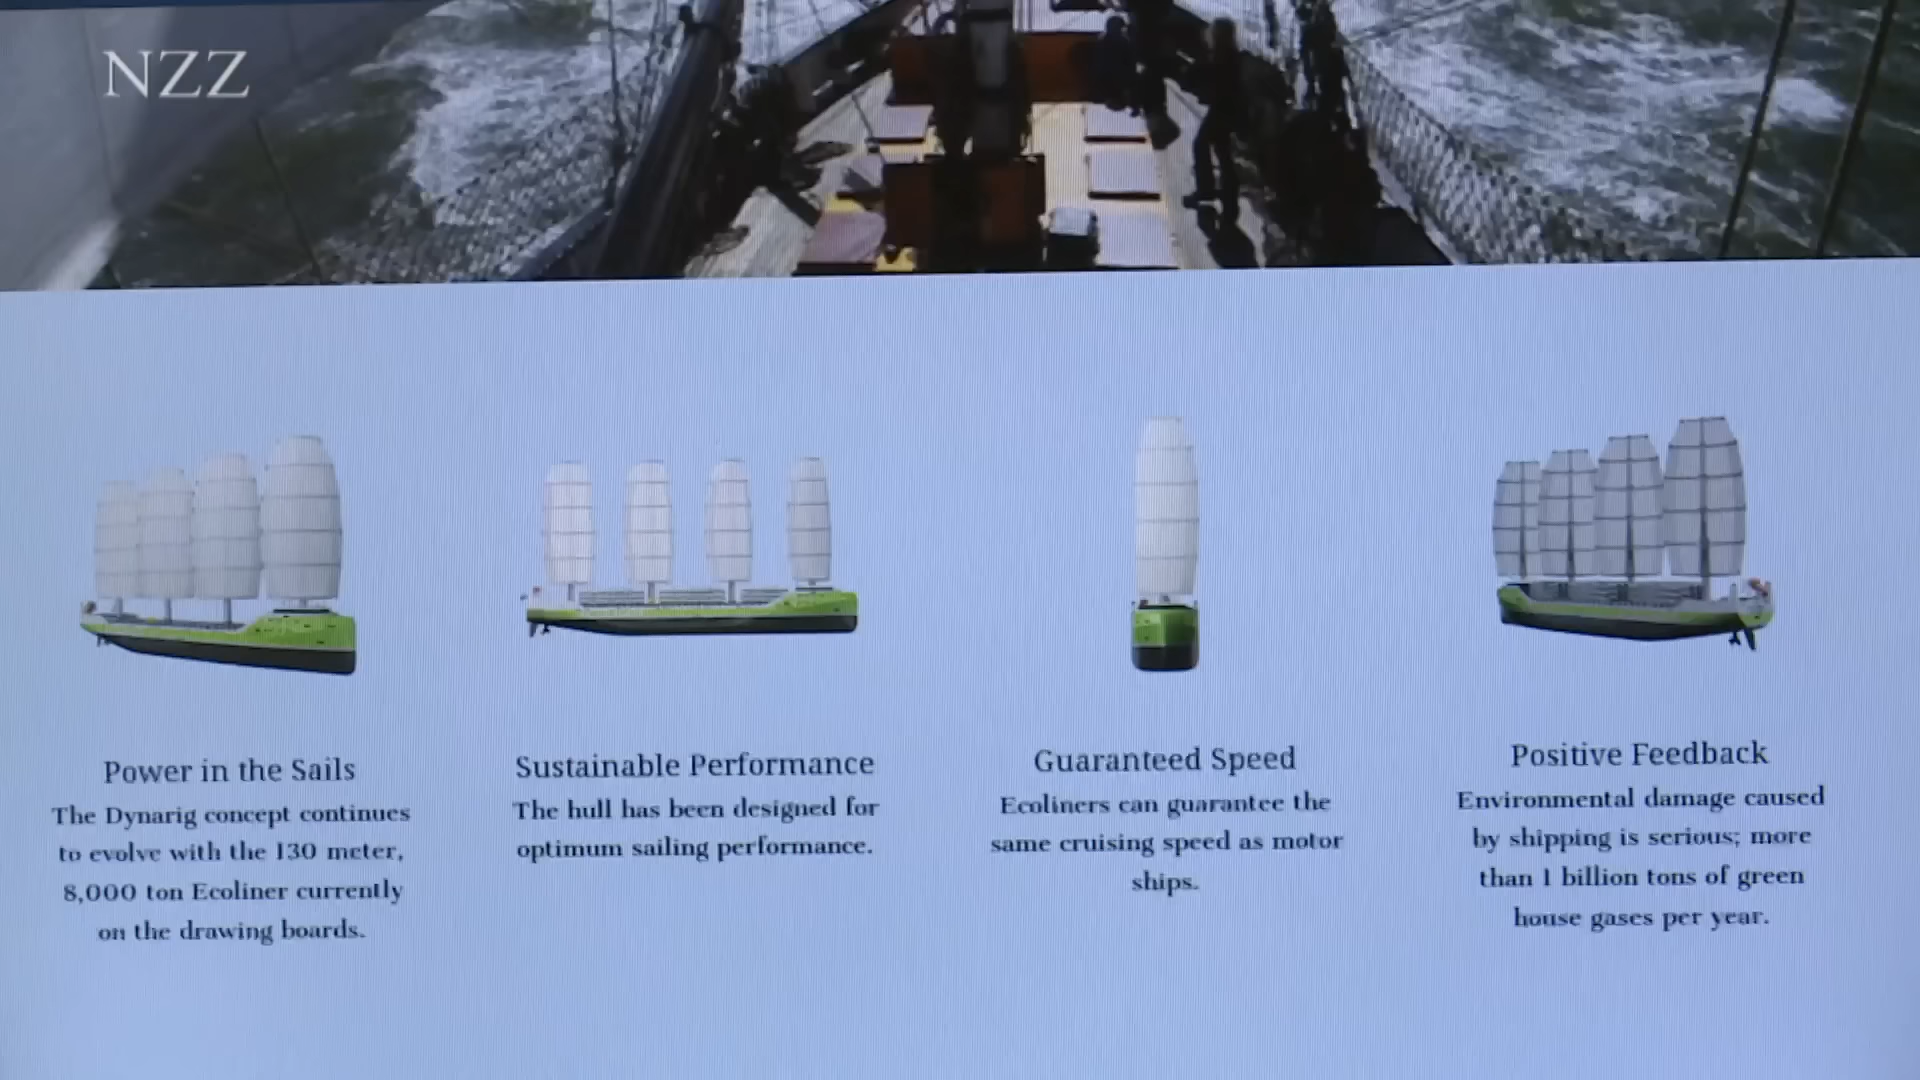 NZZ
Power in the Sails
The Dynarig concept continues
to evolve with the 130 meter,
8,000 ton Ecoliner currently
on the drawing boards.
Sustainable Performance
The hull has been designed for
optimum sailing performance.
Guaranteed Speed
Ecoliners can guarantee the
same cruising speed as motor
ships.
Positive Feedback
Environmental damage caused
by shipping is serious; more
than 1 billion tons of green
house gases per year.